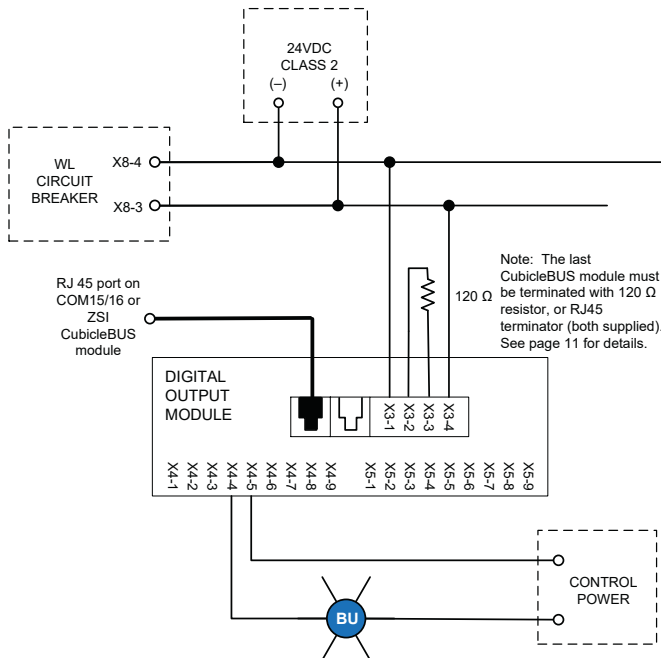 24VDC
CLASS 2
(–) (+)
WL
CIRCUIT
BREAKER
X8-4
X8-3
RJ 45 port on
COM15/16 or
ZSI
CubicleBUS
module
120 Ω
Note: The last
CubicleBUS module must
be terminated with 120 Ω
resistor, or RJ45
terminator (both supplied).
See page 11 for details.
DIGITAL
OUTPUT
MODULE
X3-1
X3-2
X3-3
X3-4
X4-1
X4-2
X4-3
X4-4
X4-5
X4-6
X4-7
X4-8
X4-9
X5-1
X5-2
X5-3
X5-4
X5-5
X5-6
X5-7
X5-8
X5-9
CONTROL
POWER
BU